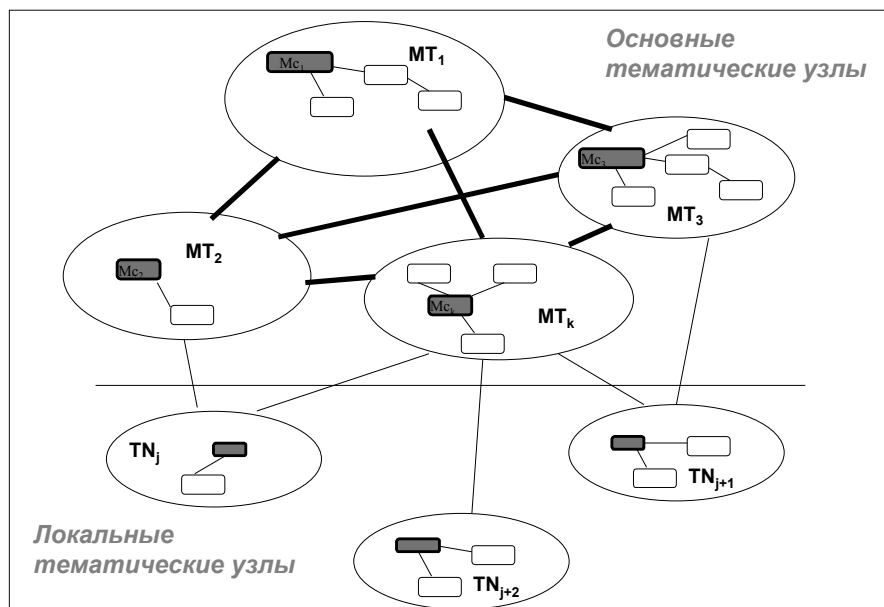 Основные
тематические узлы
MT₁
Mc₁
Mc₃
MT₃
MT₂
Mc₂
Mcₖ
MTₖ
TNⱼ
TNⱼ₊₁
Локальные
тематические узлы
TNⱼ₊₂